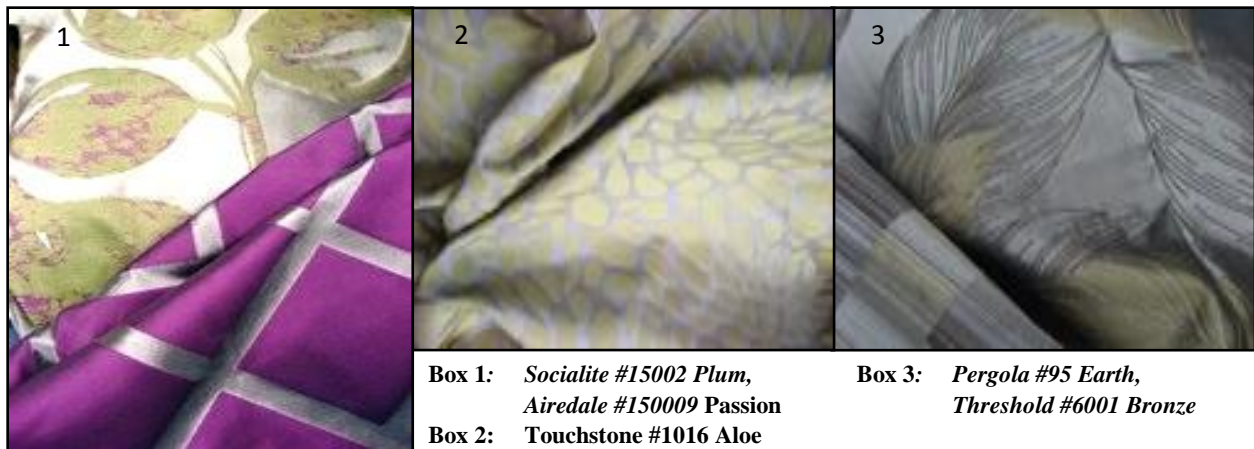 1
2
3
Box 1: Socialite #15002 Plum,
Airedale #150009 Passion
Box 2: Touchstone #1016 Aloe
Box 3: Pergola #95 Earth,
Threshold #6001 Bronze